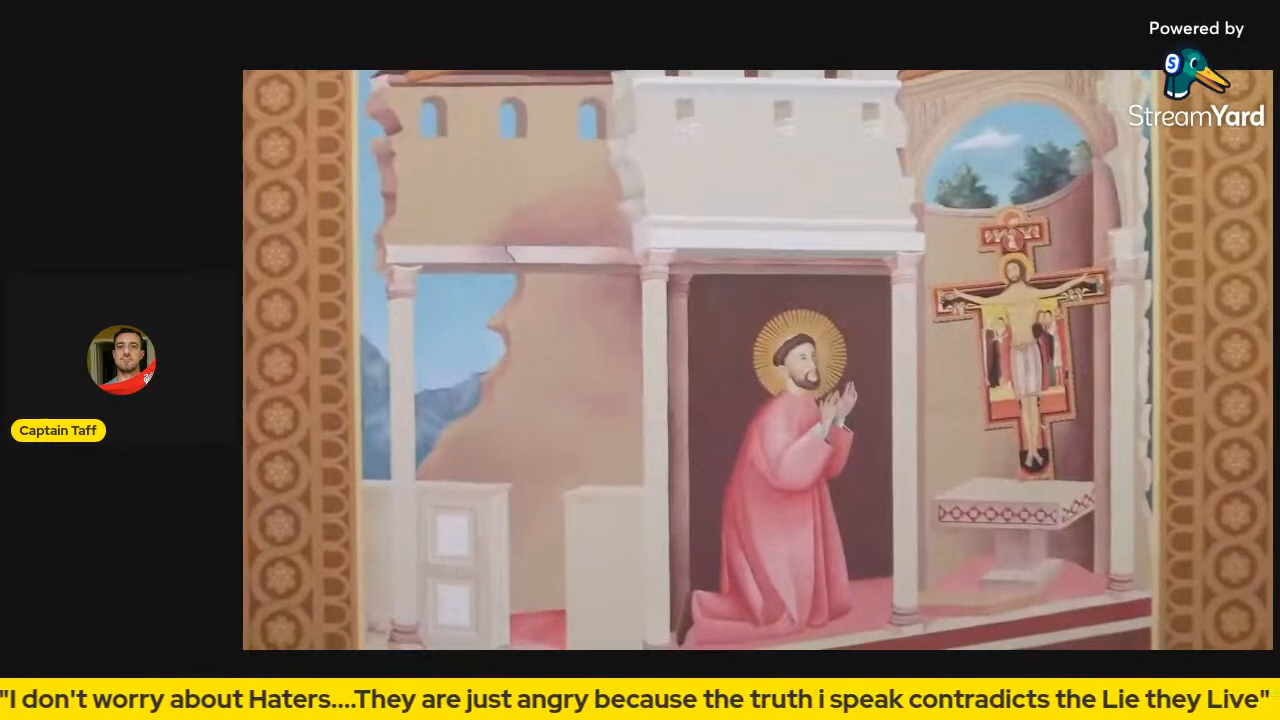 Powered by
StreamYard
Captain Taff
"I don't worry about Haters....They are just angry because the truth i speak contradicts the Lie they Live"